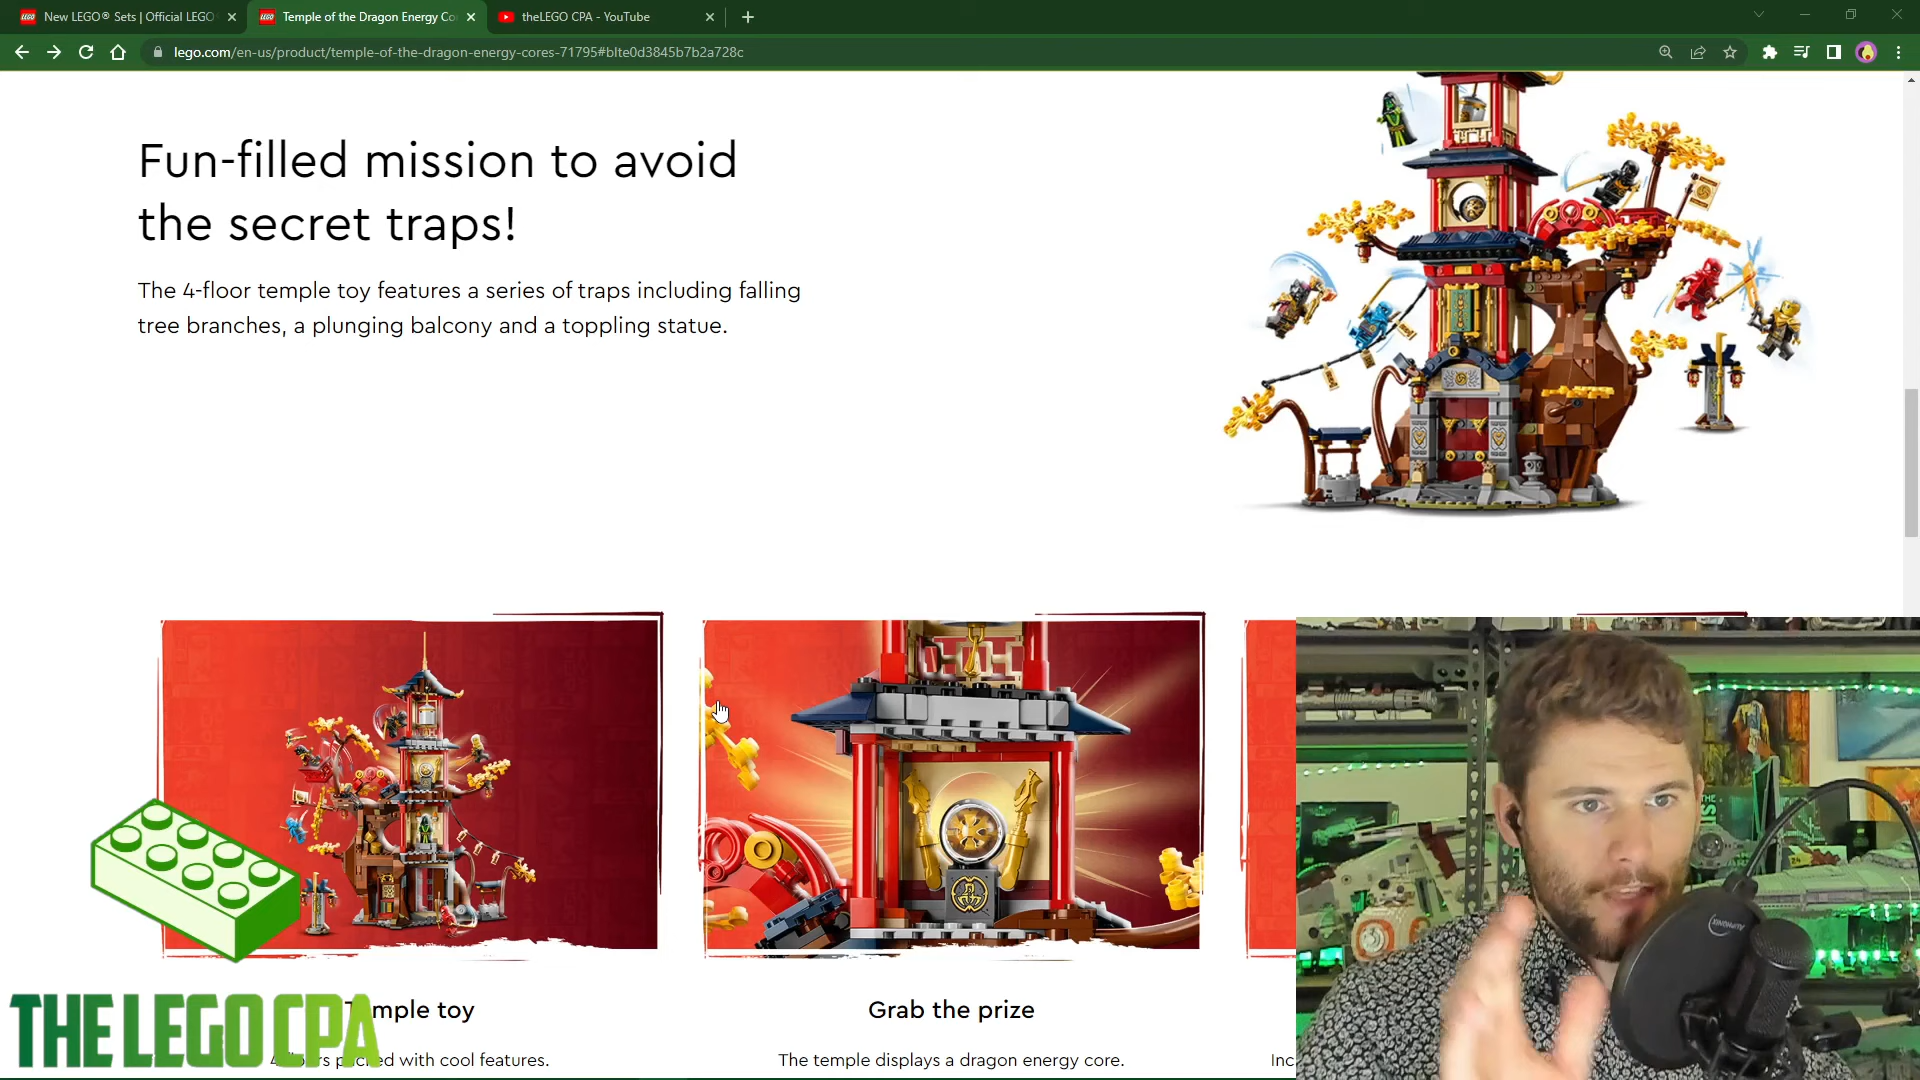 New LEGO® Sets | Official LEGO
Temple of the Dragon Energy Co
theLEGO CPA - YouTube
lego.com/en-us/product/temple-of-the-dragon-energy-cores-71795#blte0d3845b7b2a728c
Fun-filled mission to avoid
the secret traps!
The 4-floor temple toy features a series of traps including falling
tree branches, a plunging balcony and a toppling statue.
THE LEGO CPA
mple toy
Grab the prize
packed with cool features.
The temple displays a dragon energy core.
Inc